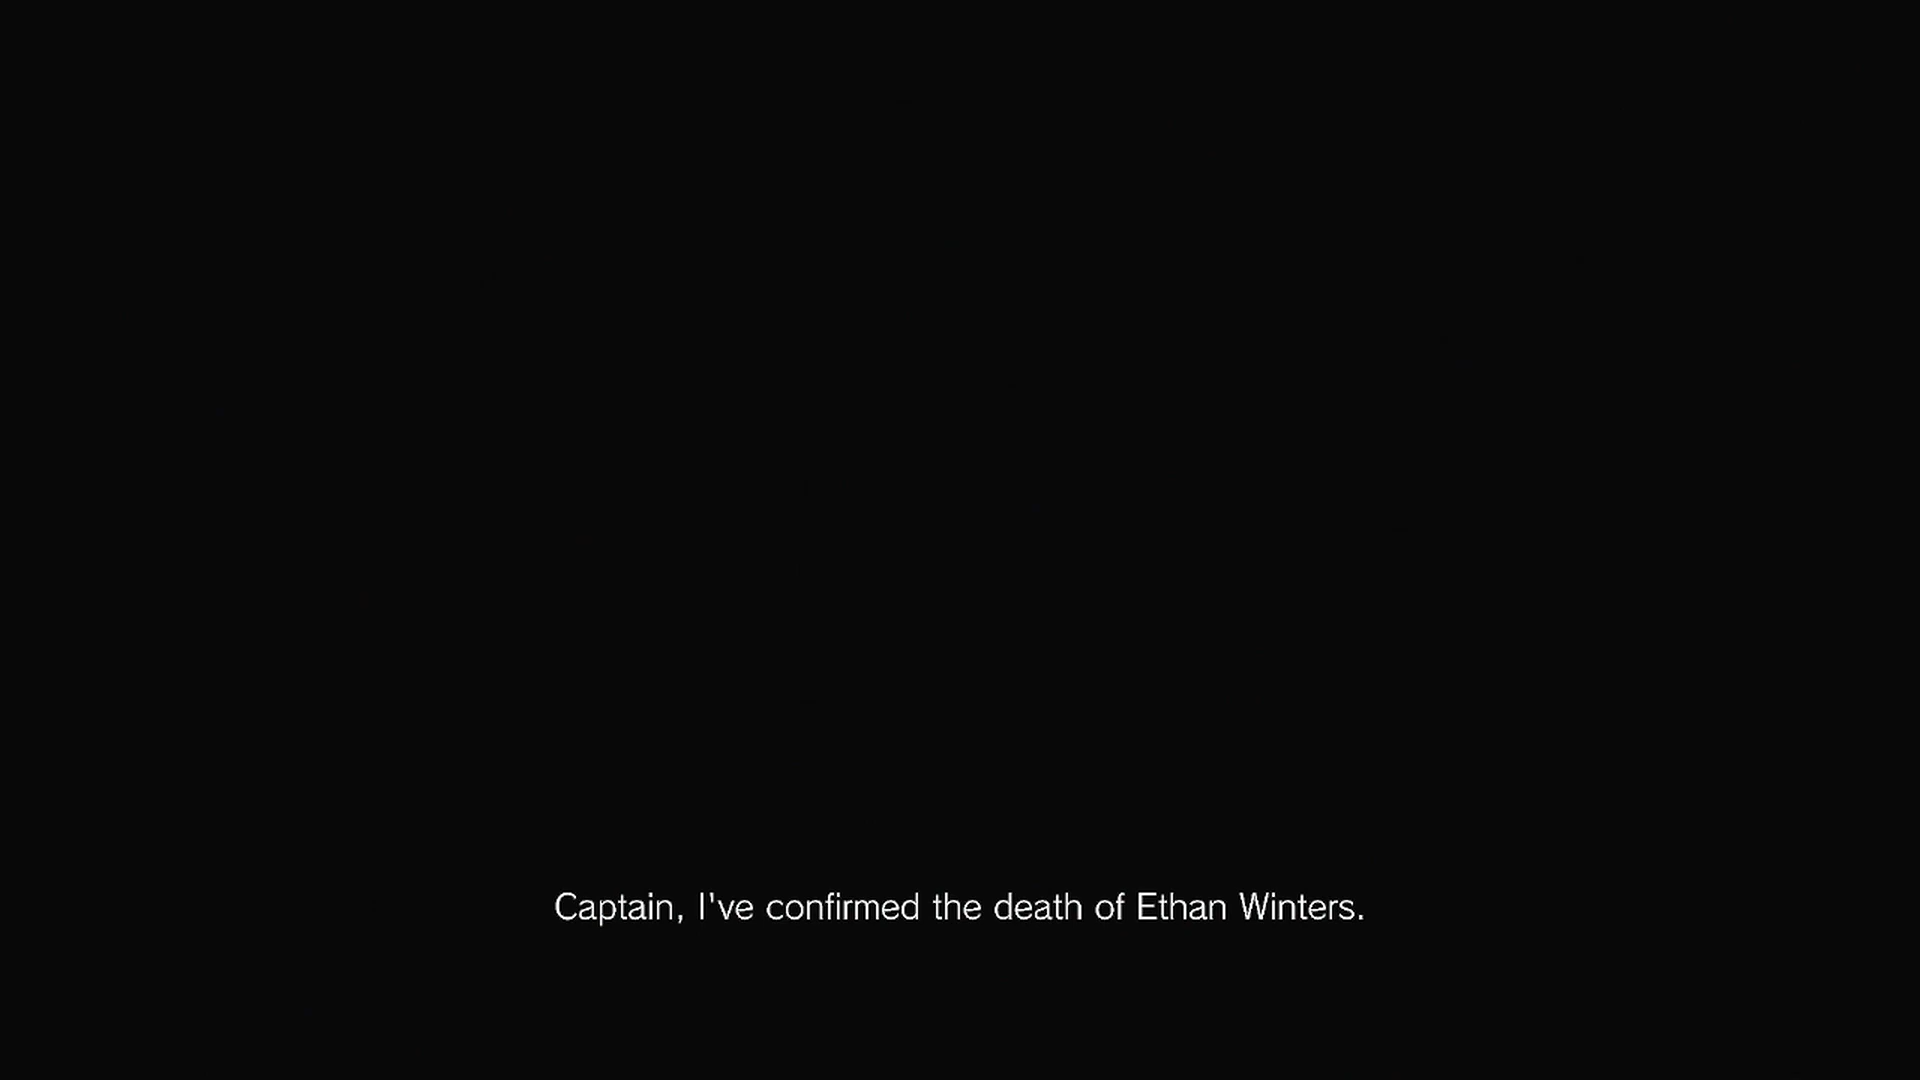 Captain, I've confirmed the death of Ethan Winters.